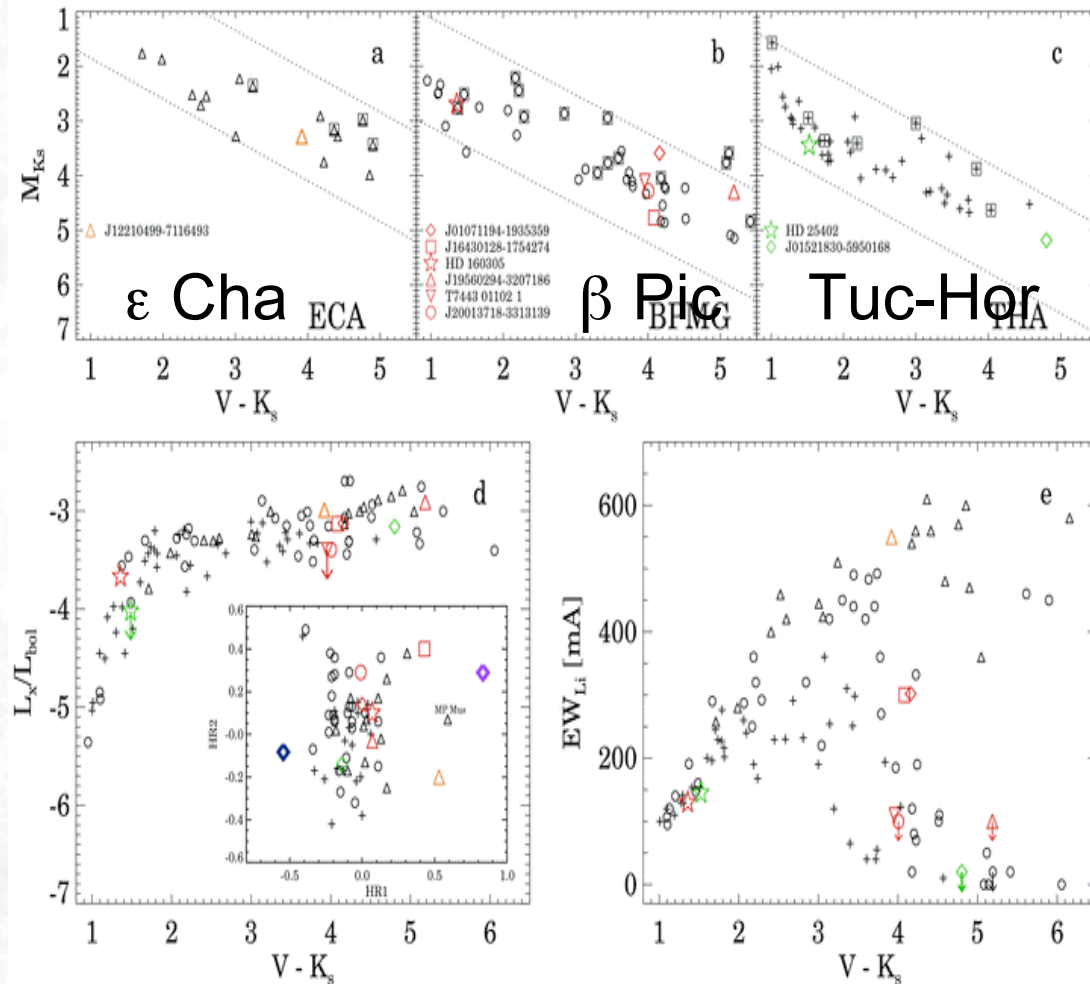 1
2
3
4
5
6
7
M_Ks
a
J12210499-7116493
ε Cha
ECA
1 2 3 4 5
V - K_s
b
J01071194-1935359
J16430128-1754274
HD 160305
J19560294-3207186
T7443 01102 1
J20013718-3313139
β Pic
BPMG
1 2 3 4 5
V - K_s
c
HD 25402
J01521830-5950168
Tuc-Hor
THA
1 2 3 4 5
V - K_s
d
-3
-4
-5
-6
-7
L_x/L_bol
1 2 3 4 5 6
V - K_s
0.6
0.4
0.2
-0.0
-0.2
-0.4
-0.6
HR2
MP Mus
-0.5 0.0 0.5 1.0
HR1
e
600
400
200
0
EW_Li [mA]
1 2 3 4 5 6
V - K_s